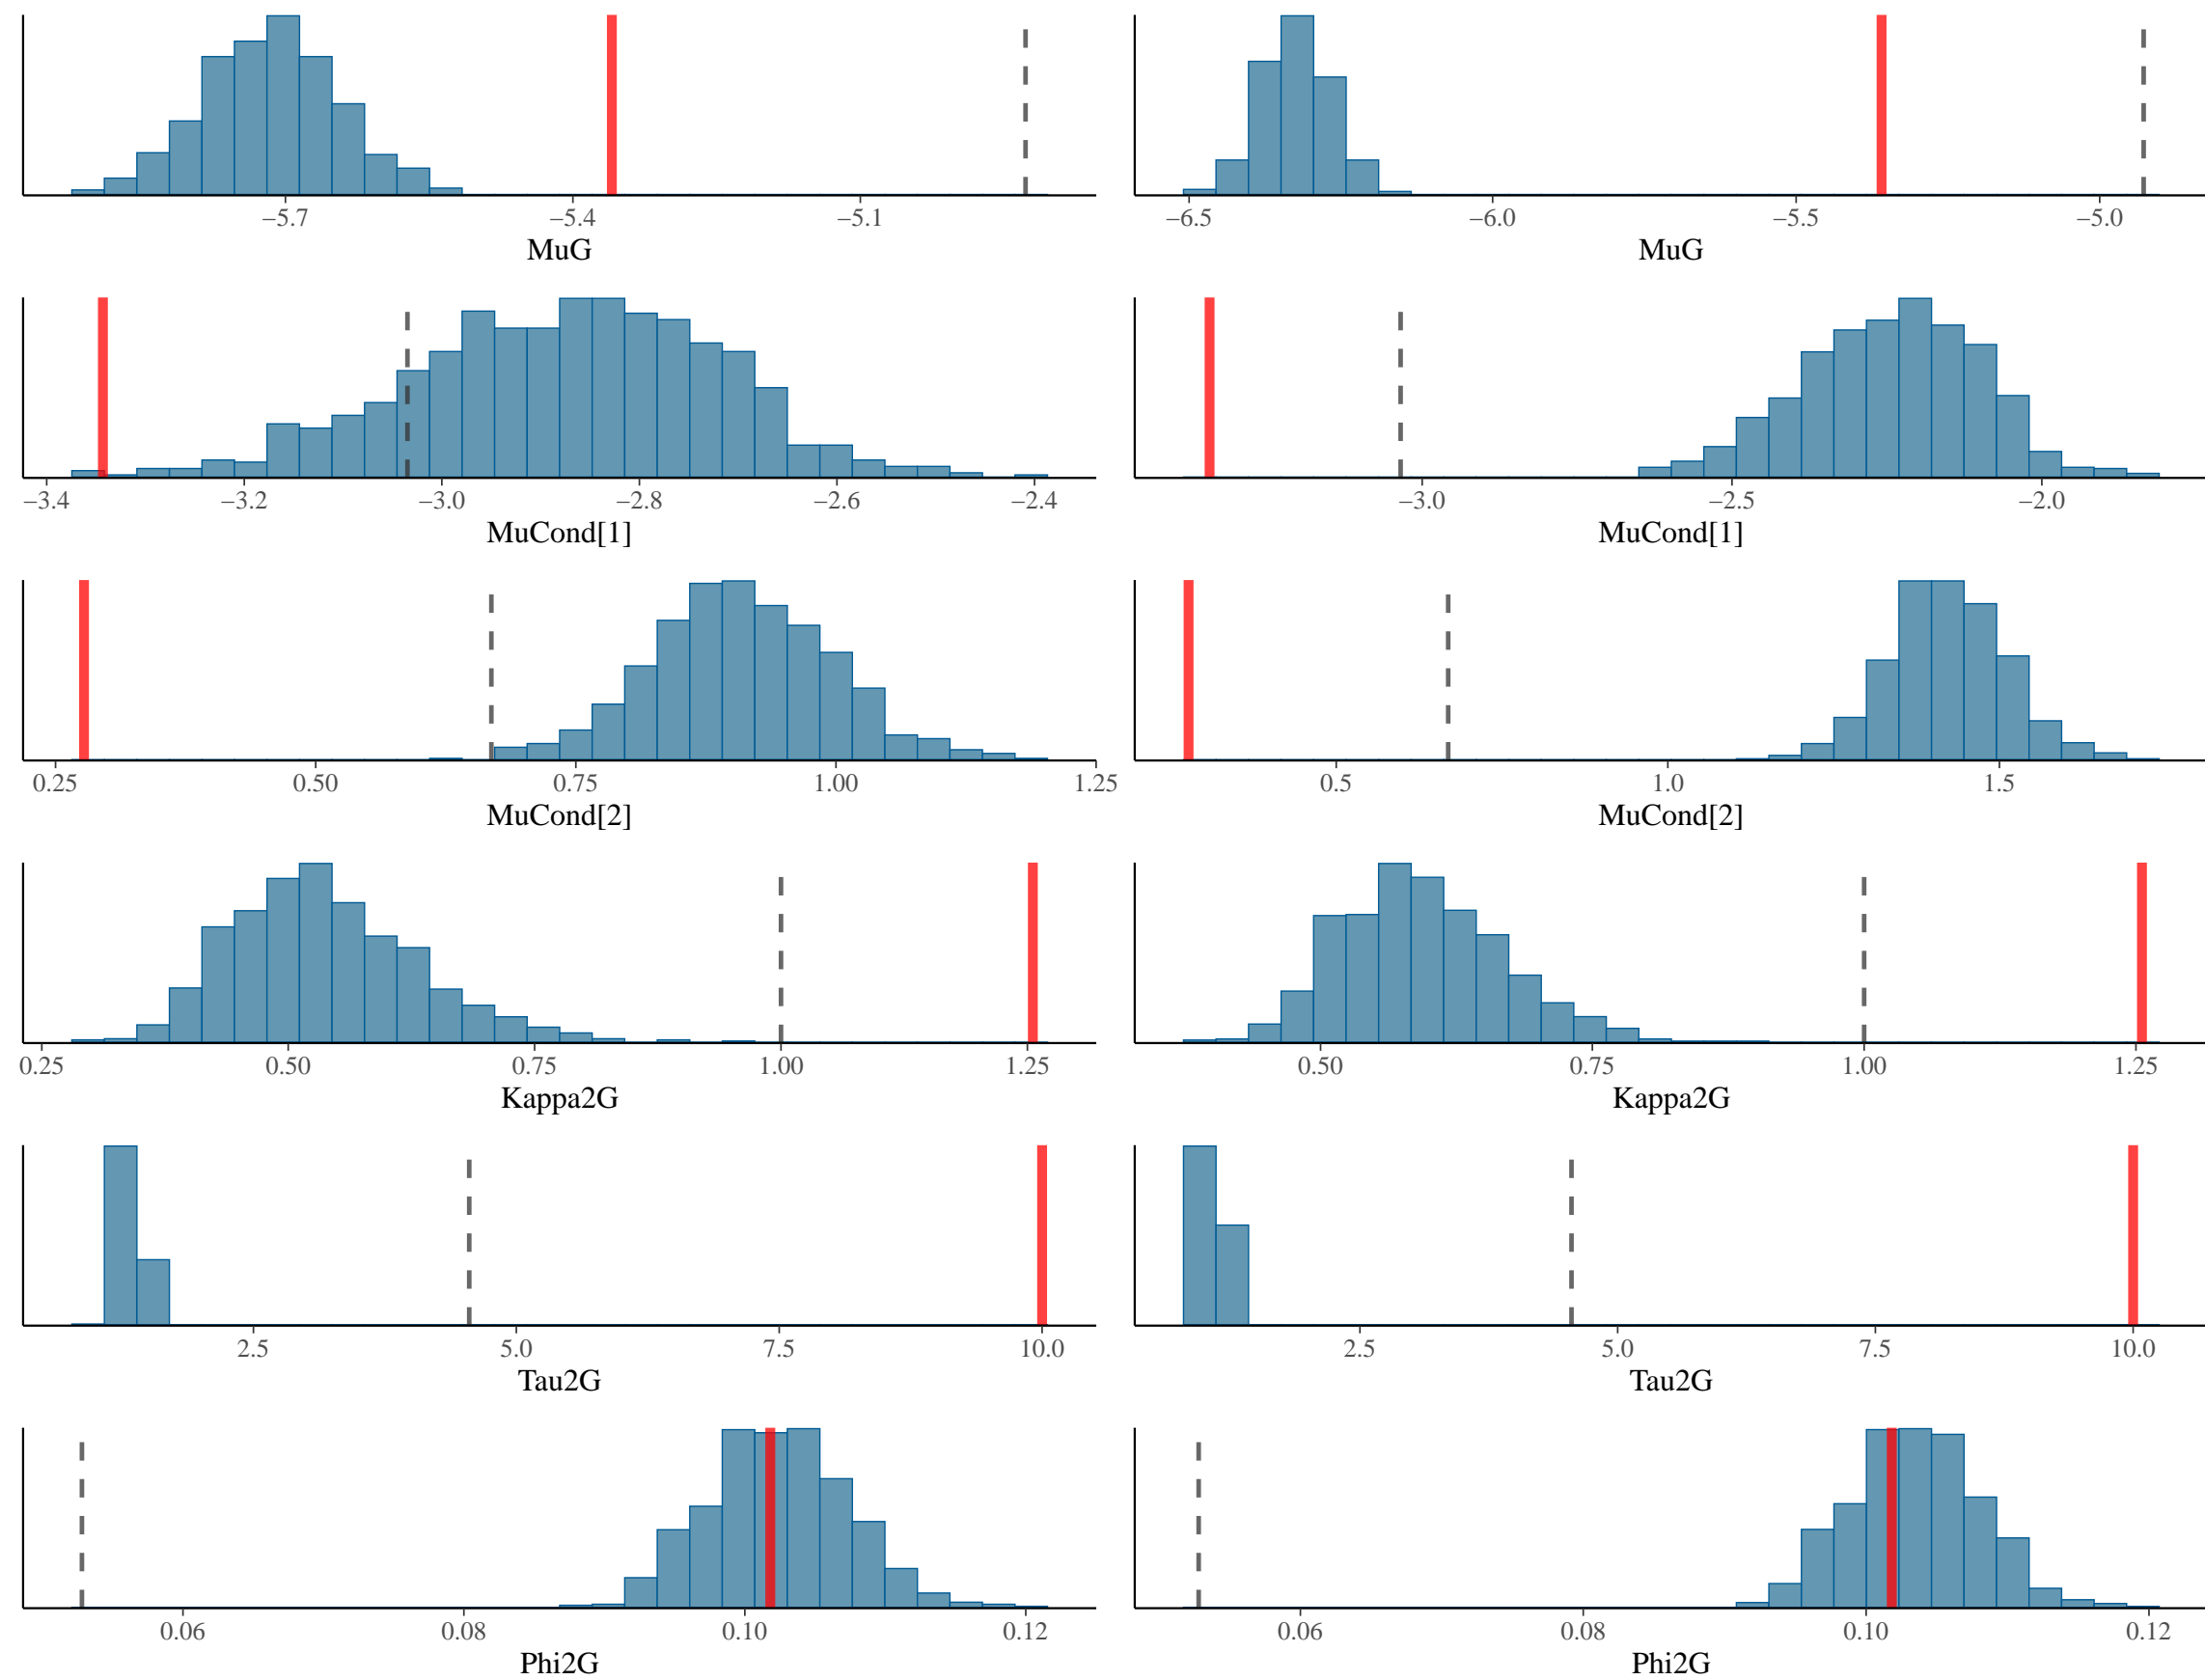 −5.7 −5.4 −5.1
MuG
−6.5 −6.0 −5.5 −5.0
MuG
−3.4 −3.2 −3.0 −2.8 −2.6 −2.4
MuCond[1]
−3.0 −2.5 −2.0
MuCond[1]
0.25 0.50 0.75 1.00 1.25
MuCond[2]
0.5 1.0 1.5
MuCond[2]
0.25 0.50 0.75 1.00 1.25
Kappa2G
0.50 0.75 1.00 1.25
Kappa2G
2.5 5.0 7.5 10.0
Tau2G
2.5 5.0 7.5 10.0
Tau2G
0.06 0.08 0.10 0.12
Phi2G
0.06 0.08 0.10 0.12
Phi2G